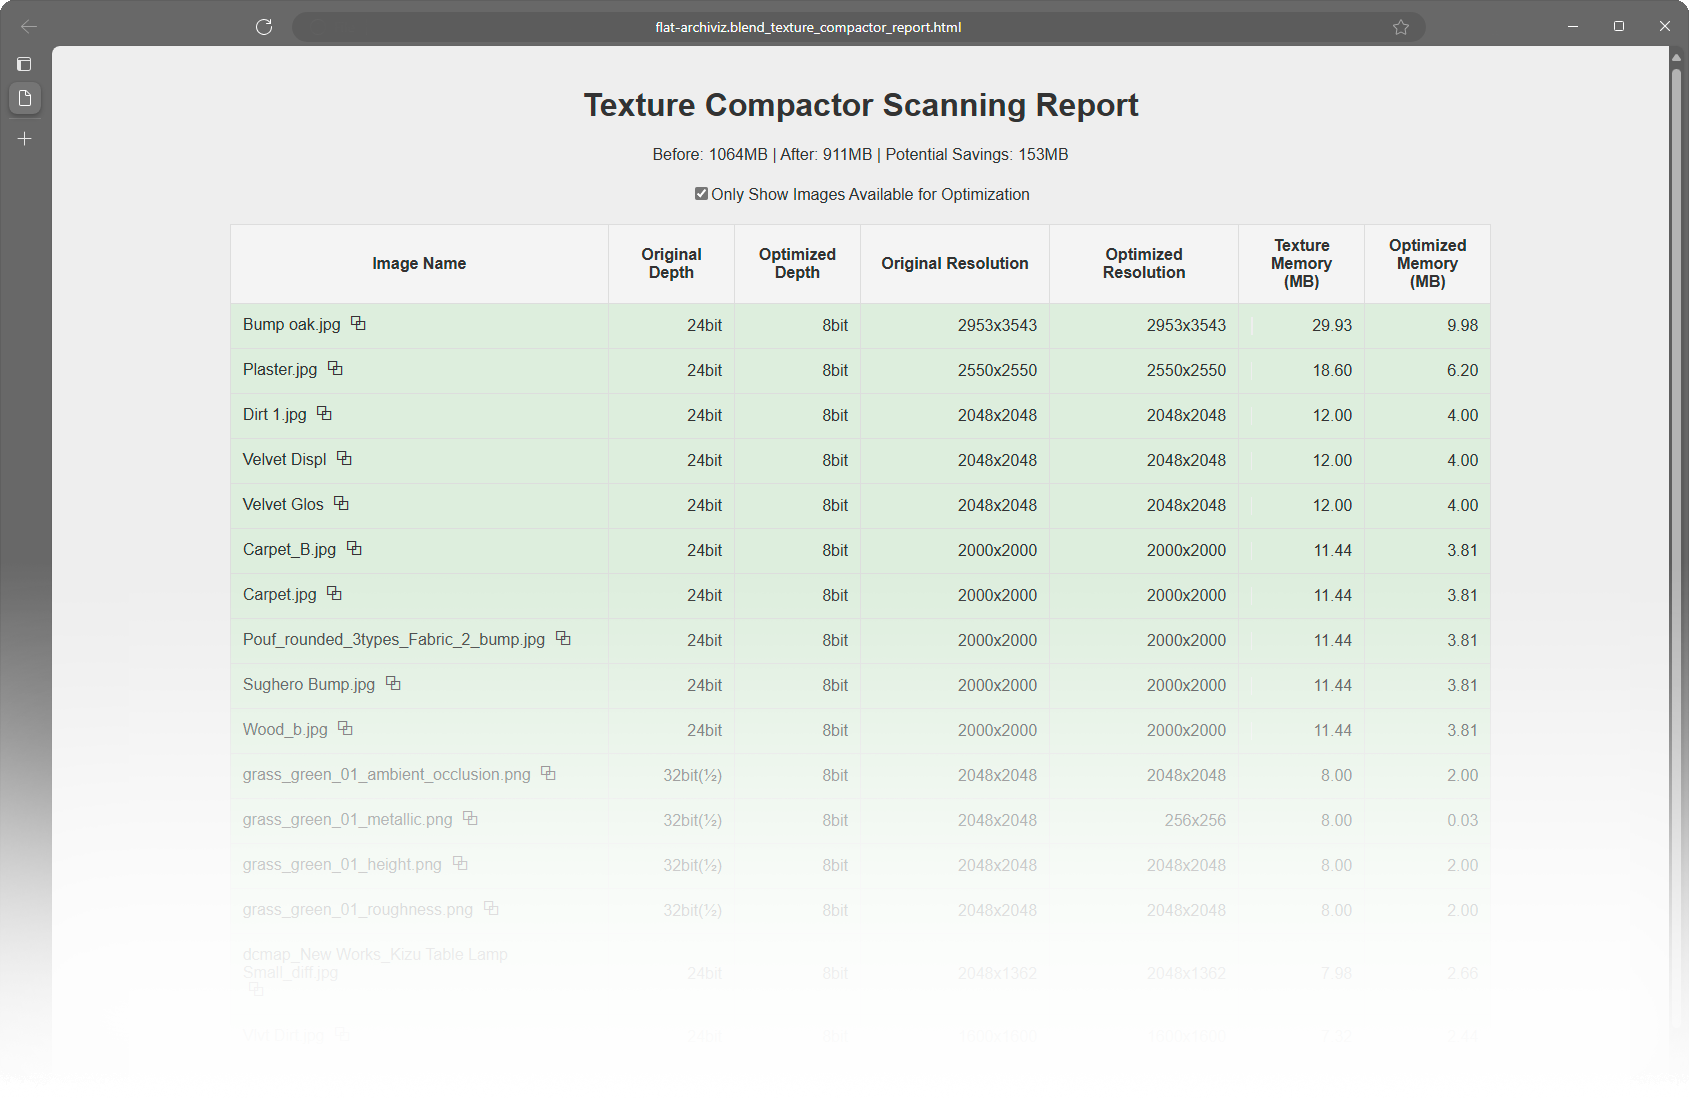 flat-archiviz.blend_texture_compactor_report.html
Texture Compactor Scanning Report
Before: 1064MB | After: 911MB | Potential Savings: 153MB
Only Show Images Available for Optimization
Image Name Original Depth Optimized Depth Original Resolution Optimized Resolution Texture Memory (MB) Optimized Memory (MB)
Bump oak.jpg 24bit 8bit 2953x3543 2953x3543 29.93 9.98
Plaster.jpg 24bit 8bit 2550x2550 2550x2550 18.60 6.20
Dirt 1.jpg 24bit 8bit 2048x2048 2048x2048 12.00 4.00
Velvet Displ 24bit 8bit 2048x2048 2048x2048 12.00 4.00
Velvet Glos 24bit 8bit 2048x2048 2048x2048 12.00 4.00
Carpet_B.jpg 24bit 8bit 2000x2000 2000x2000 11.44 3.81
Carpet.jpg 24bit 8bit 2000x2000 2000x2000 11.44 3.81
Pouf_rounded_3types_Fabric_2_bump.jpg 24bit 8bit 2000x2000 2000x2000 11.44 3.81
Sughero Bump.jpg 24bit 8bit 2000x2000 2000x2000 11.44 3.81
Wood_b.jpg 24bit 8bit 2000x2000 2000x2000 11.44 3.81
grass_green_01_ambient_occlusion.png 32bit(½) 8bit 2048x2048 2048x2048 8.00 2.00
grass_green_01_metallic.png 32bit(½) 8bit 2048x2048 256x256 8.00 0.03
grass_green_01_height.png 32bit(½) 8bit 2048x2048 2048x2048 8.00 2.00
grass_green_01_roughness.png 32bit(½) 8bit 2048x2048 2048x2048 8.00 2.00
dcmap_New Works_Kizu Table Lamp
Small_diff.jpg 24bit 8bit 2048x1362 2048x1362 7.98 2.66
24bit 8bit